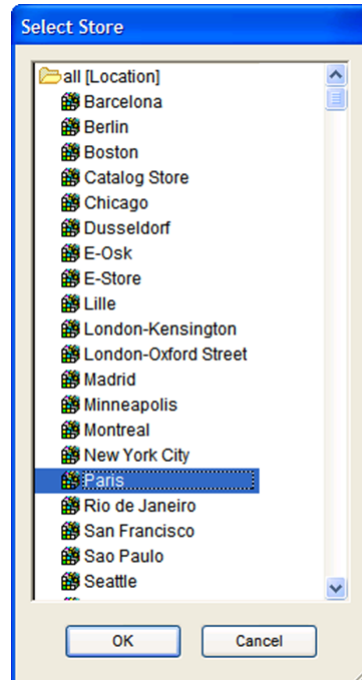 Select Store
all [Location]
Barcelona
Berlin
Boston
Catalog Store
Chicago
Dusseldorf
E-Osk
E-Store
Lille
London-Kensington
London-Oxford Street
Madrid
Minneapolis
Montreal
New York City
Paris
Rio de Janeiro
San Francisco
Sao Paulo
Seattle
OK
Cancel